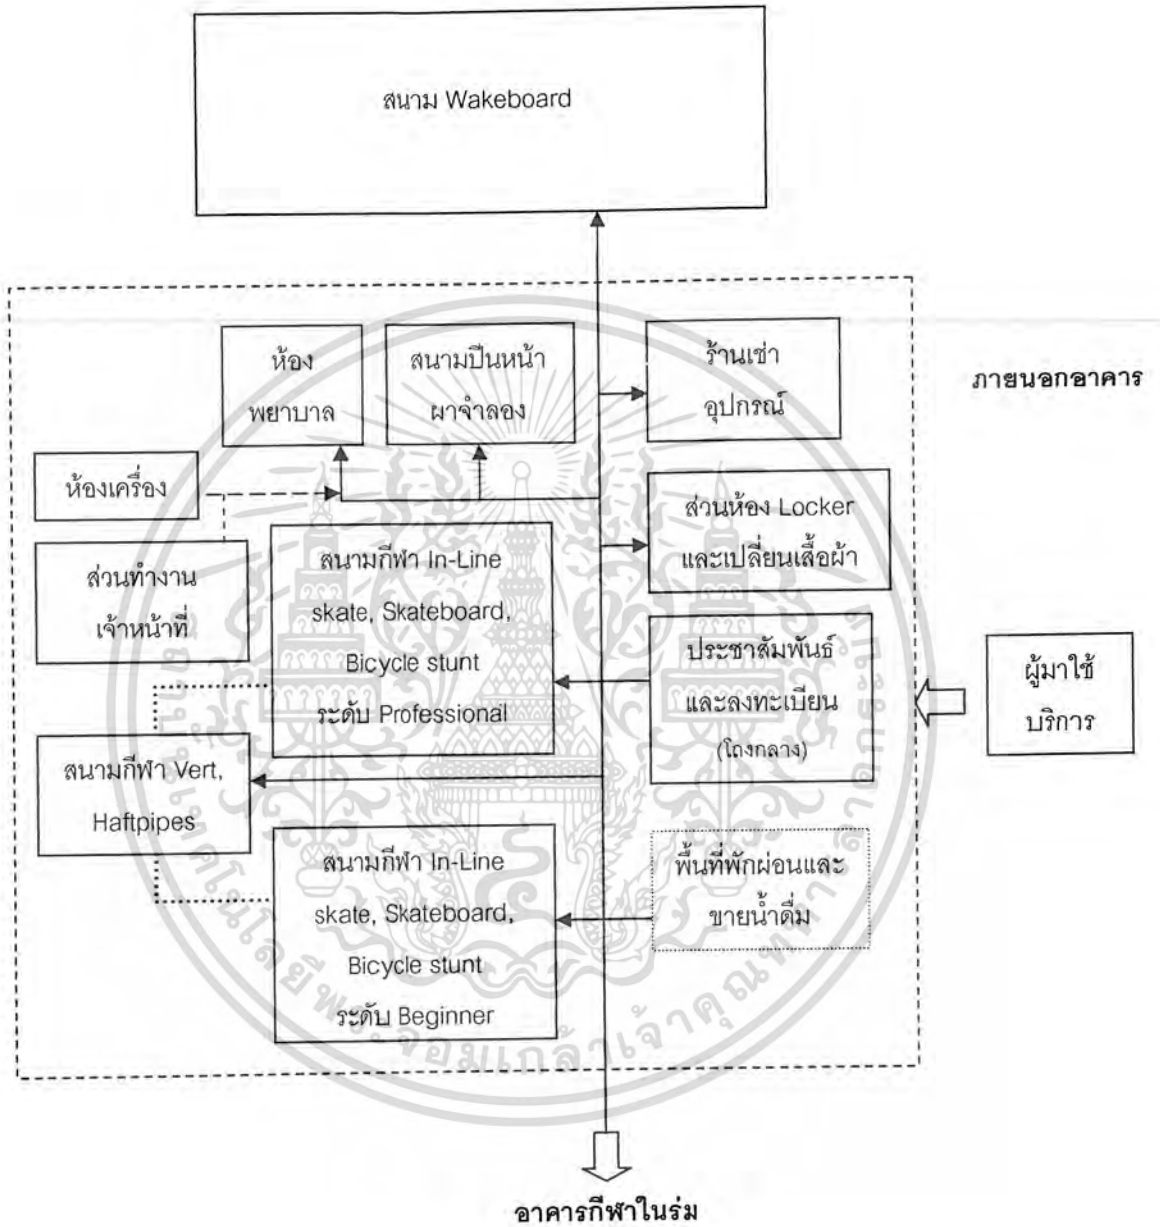 สนาม Wakeboard
ห้อง
พยาบาล
สนามปีนหน้า
ผาจำลอง
ร้านเช่า
อุปกรณ์
ภายนอกอาคาร
ห้องเครื่อง
ส่วนห้อง Locker
และเปลี่ยนเสื้อผ้า
ส่วนทำงาน
เจ้าหน้าที่
สนามกีฬา In-Line
skate, Skateboard,
Bicycle stunt
ระดับ Professional
ประชาสัมพันธ์
และลงทะเบียน
(โถงกลาง)
ผู้มาใช้
บริการ
สนามกีฬา Vert,
Haftpipes
สนามกีฬา In-Line
skate, Skateboard,
Bicycle stunt
ระดับ Beginner
พื้นที่พักผ่อนและ
ขายน้ำดื่ม
อาคารกีฬาในร่ม